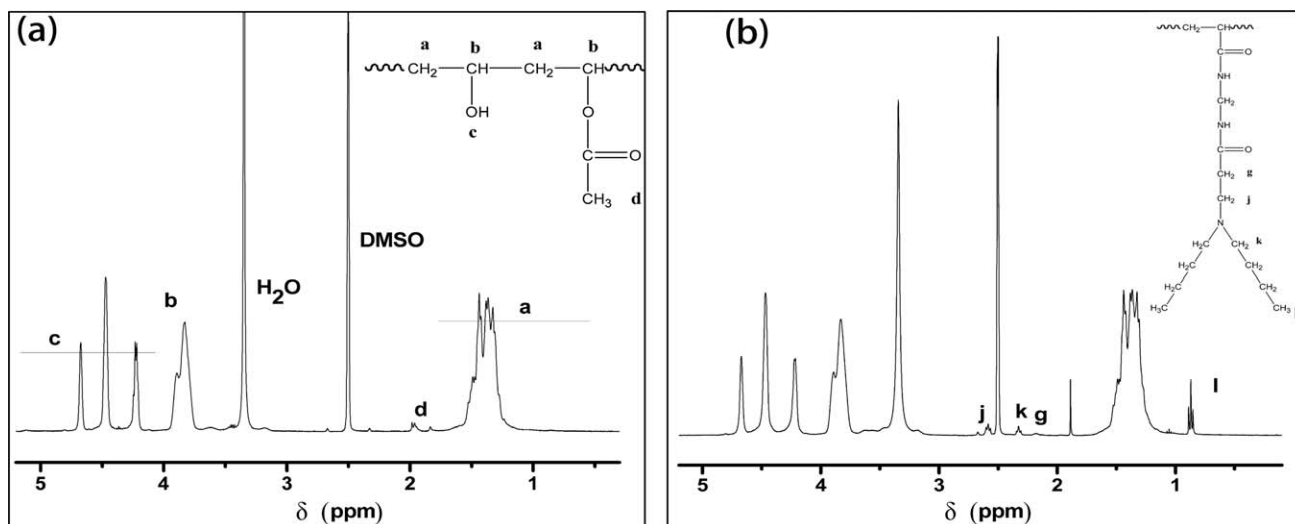 (a)
a b a b
CH₂ CH CH₂ CH
OH O
c
C O
CH₃ d
DMSO
H₂O
b
a
c
d
5 4 3 2 1
δ (ppm)
(b)
CH₂ CH
C O
NH
CH₂
NH
C O
CH₂
g
CH₂
j
N
H₂C CH₂ k
H₂C CH₂
H₂C CH₂
H₃C CH₃
l
j k g
5 4 3 2 1
δ (ppm)